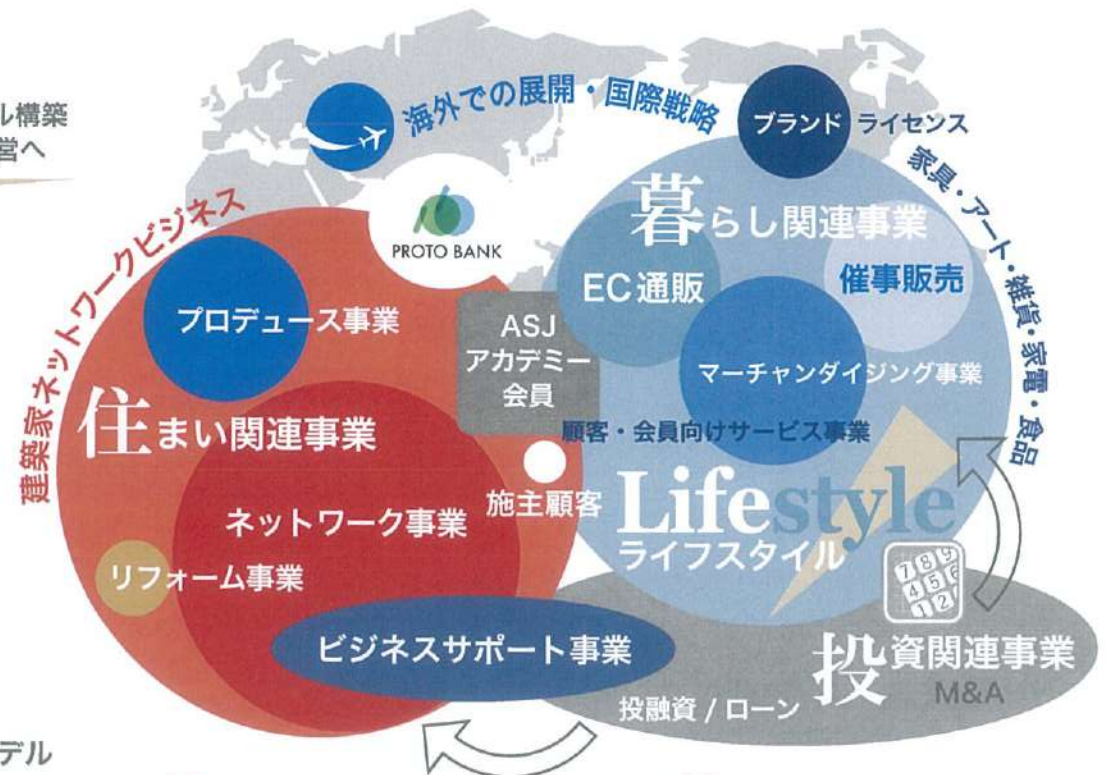 ル構築
営へ
海外での展開・国際戦略
ブランド ライセンス
家具・アート・雑貨・家電・食品
建築家ネットワークビジネス
PROTO BANK
暮らし関連事業
EC通販
催事販売
プロデュース事業
ASJ
アカデミー
会員
マーチャンダイジング事業
住まい関連事業
顧客・会員向けサービス事業
施主顧客
Lifestyle
ライフスタイル
ネットワーク事業
リフォーム事業
789
456
12
ビジネスサポート事業
投資関連事業
M&A
投融資 / ローン
デル